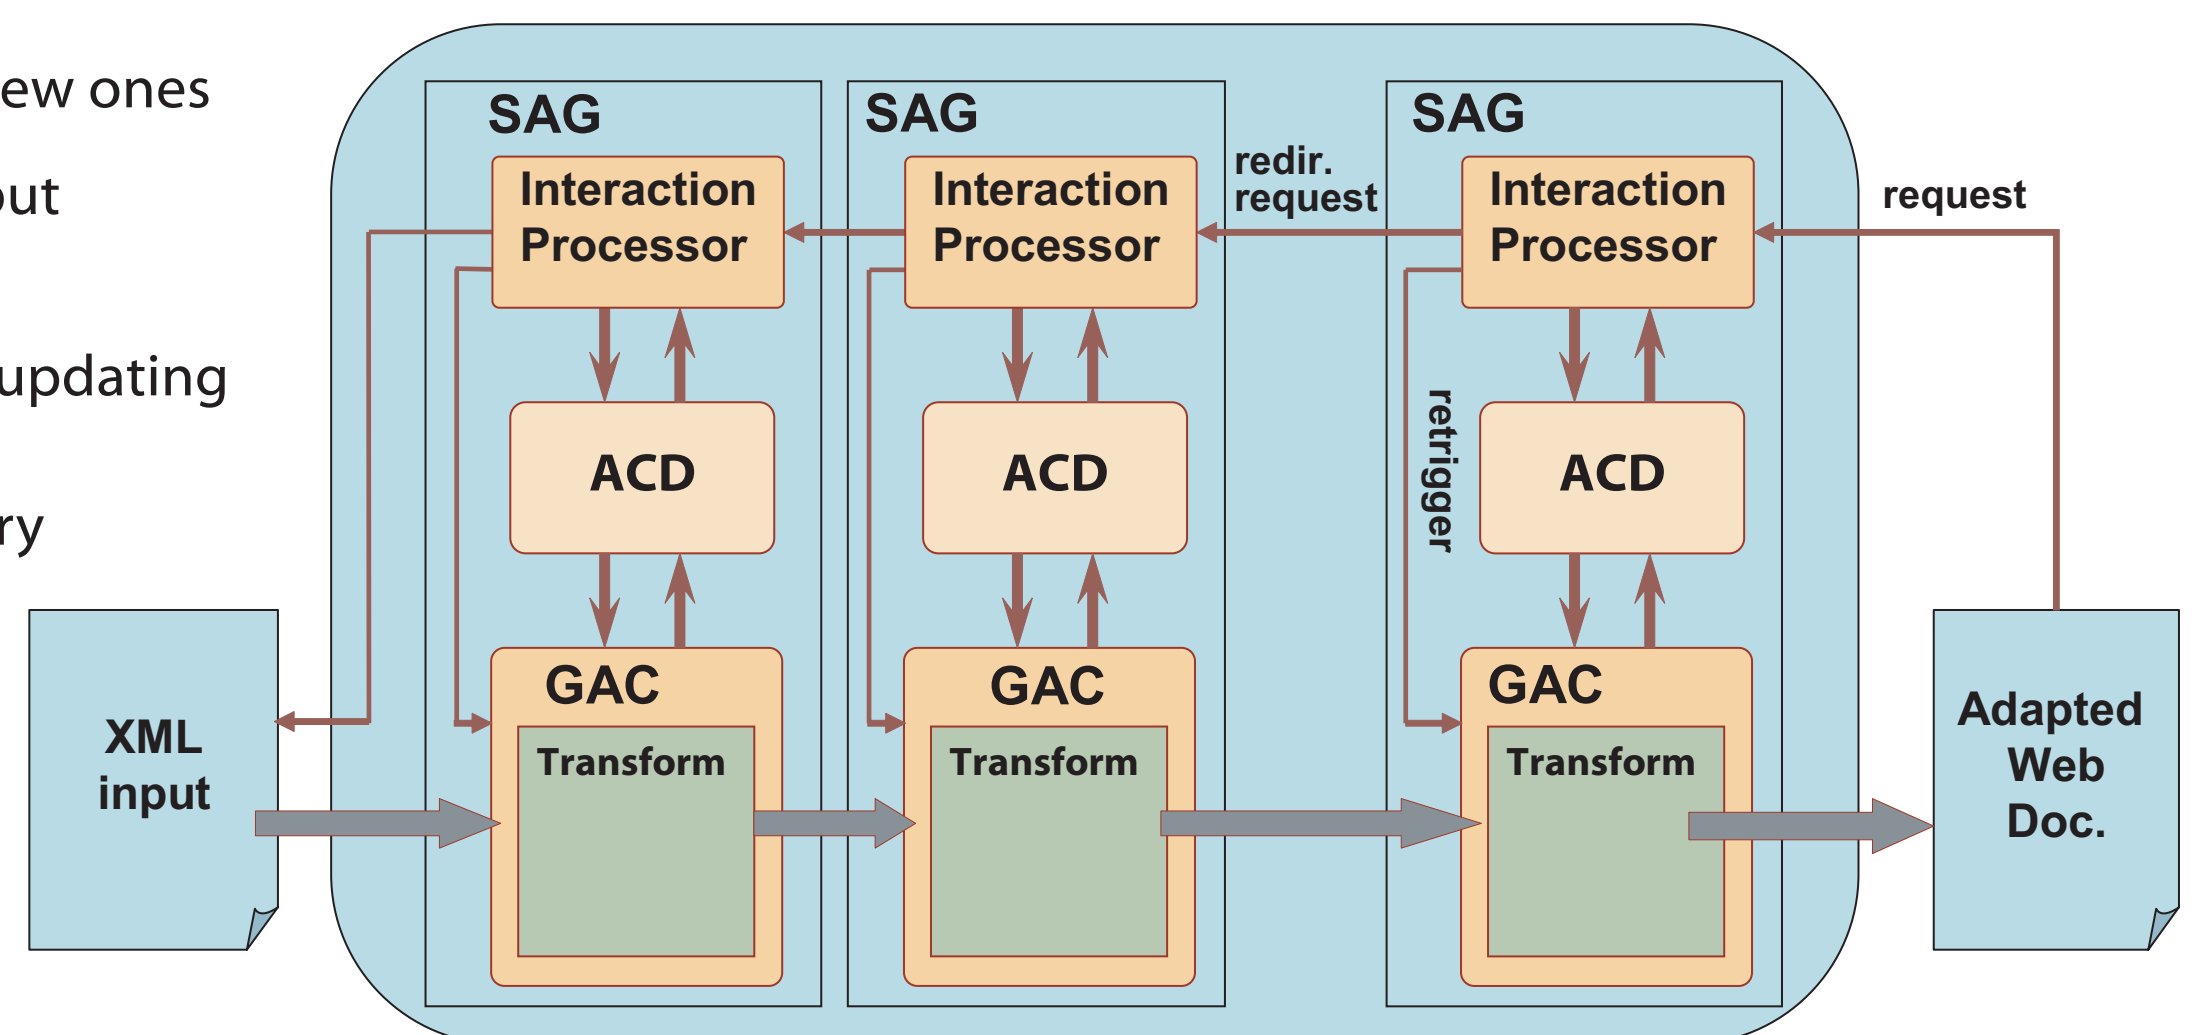 ew ones
updating
ry
SAG
Interaction
Processor
ACD
GAC
Transform
SAG
Interaction
Processor
ACD
GAC
Transform
redir.
request
SAG
Interaction
Processor
retrigger
ACD
GAC
Transform
request
XML
input
Adapted
Web
Doc.